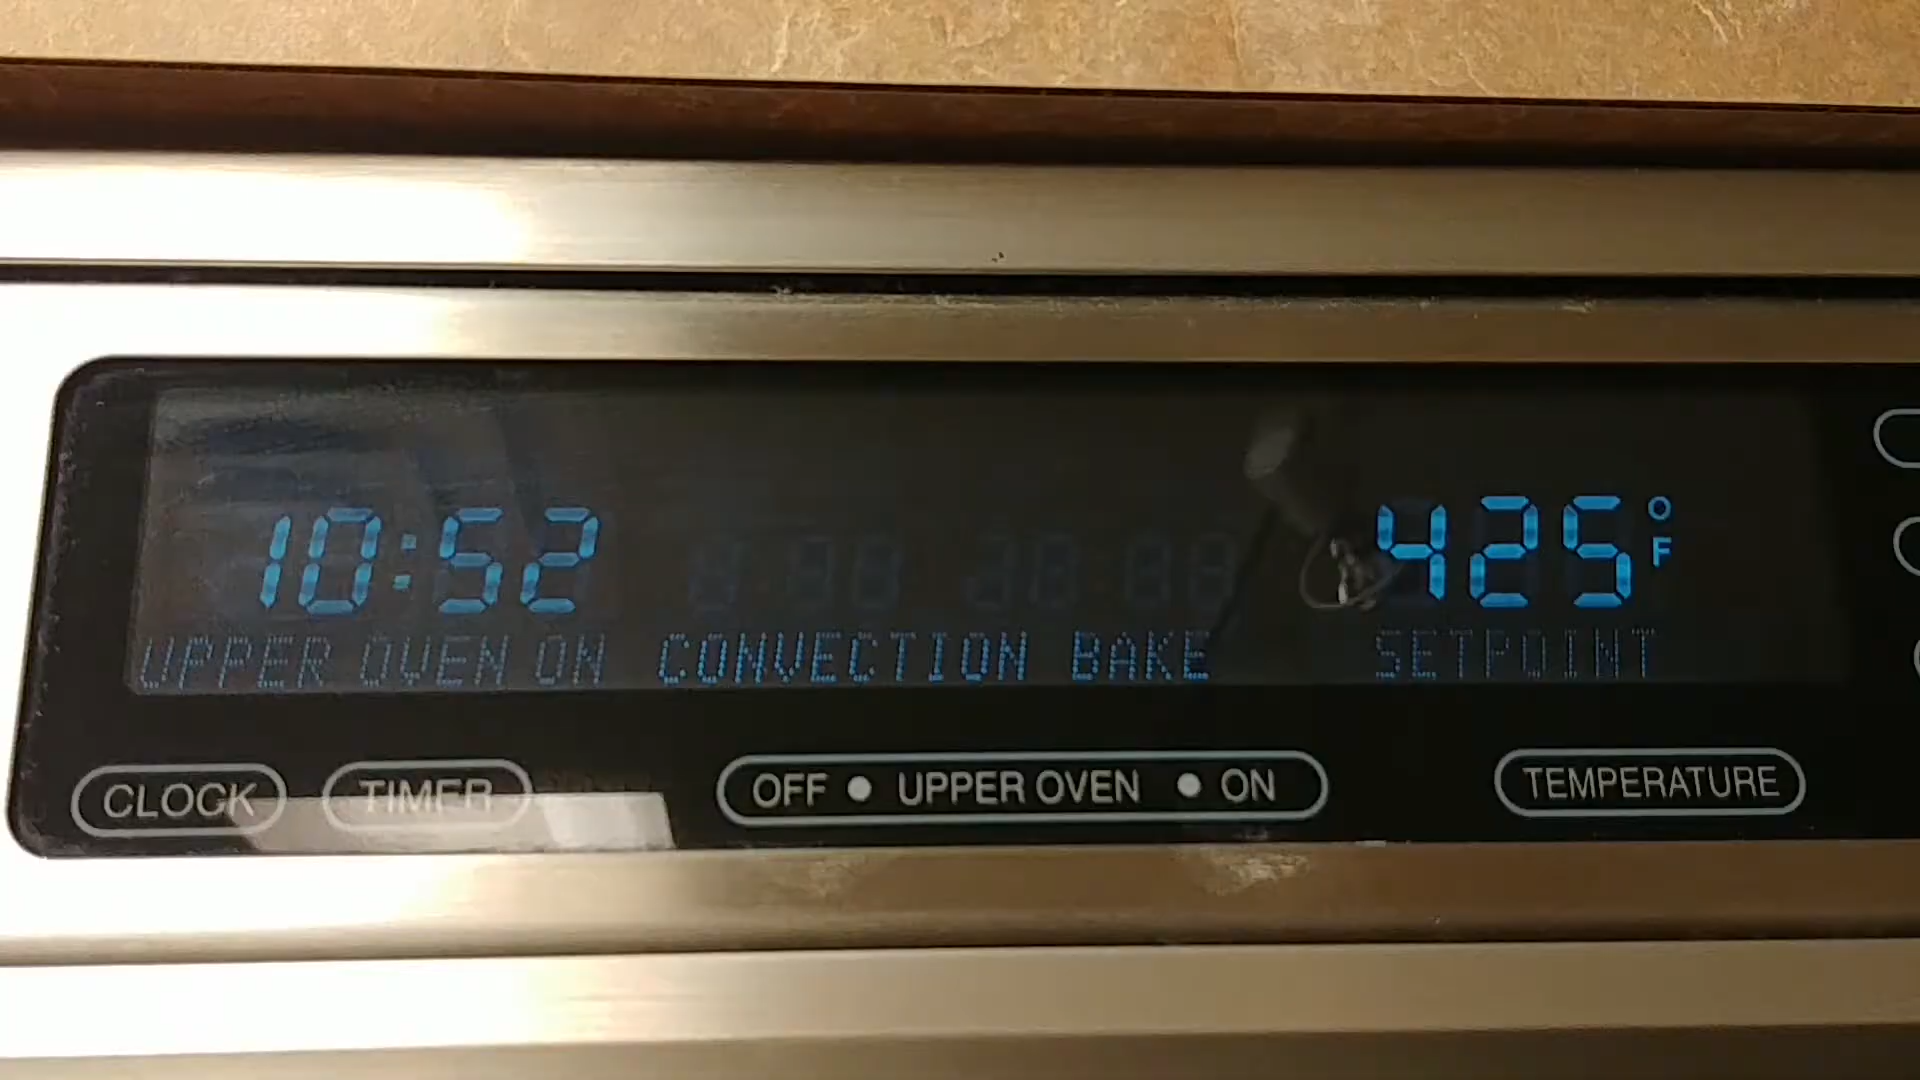 10:52 425 °F
UPPER OVEN ON CONVECTION BAKE SETPOINT
CLOCK TIMER OFF • UPPER OVEN • ON TEMPERATURE